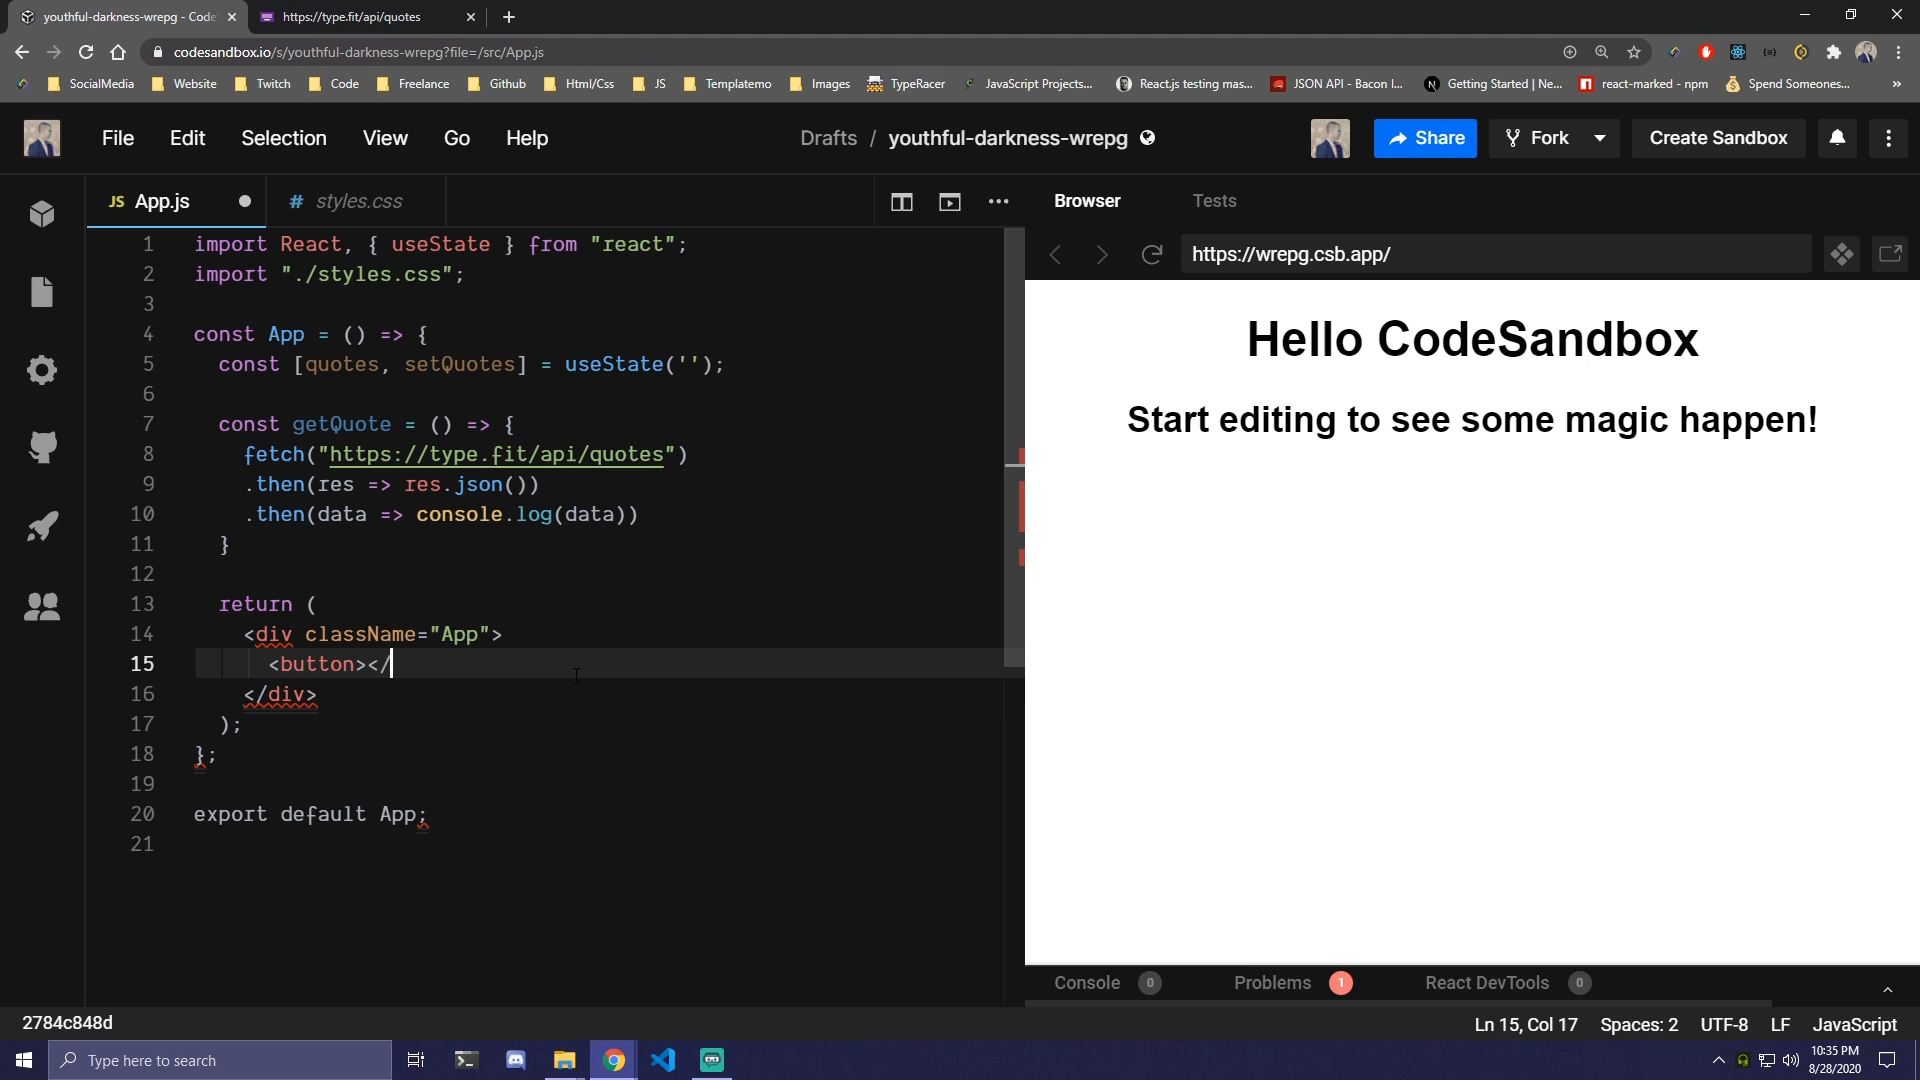 youthful-darkness-wrepg - Code
https://type.fit/api/quotes
codesandbox.io/s/youthful-darkness-wrepg?file=/src/App.js
SocialMedia Website Twitch Code Freelance Github Html/Css JS Templatemo Images TypeRacer JavaScript Projects... React.js testing mas... JSON API - Bacon I... Getting Started | Ne... react-marked - npm Spend Someones... »
File Edit Selection View Go Help
Drafts / youthful-darkness-wrepg
Share Fork Create Sandbox
JS App.js
# styles.css
Browser Tests
https://wrepg.csb.app/
1 import React, { useState } from "react";
2 import "./styles.css";
3
4 const App = () => {
5 const [quotes, setQuotes] = useState('');
6
7 const getQuote = () => {
8 fetch("https://type.fit/api/quotes")
9 .then(res => res.json())
10 .then(data => console.log(data))
11 }
12
13 return (
14 <div className="App">
15 <button></
16 </div>
17 );
18 };
19
20 export default App;
21
Hello CodeSandbox
Start editing to see some magic happen!
Console 0 Problems 1 React DevTools 0
2784c848d
Ln 15, Col 17 Spaces: 2 UTF-8 LF JavaScript
Type here to search
10:35 PM
8/28/2020